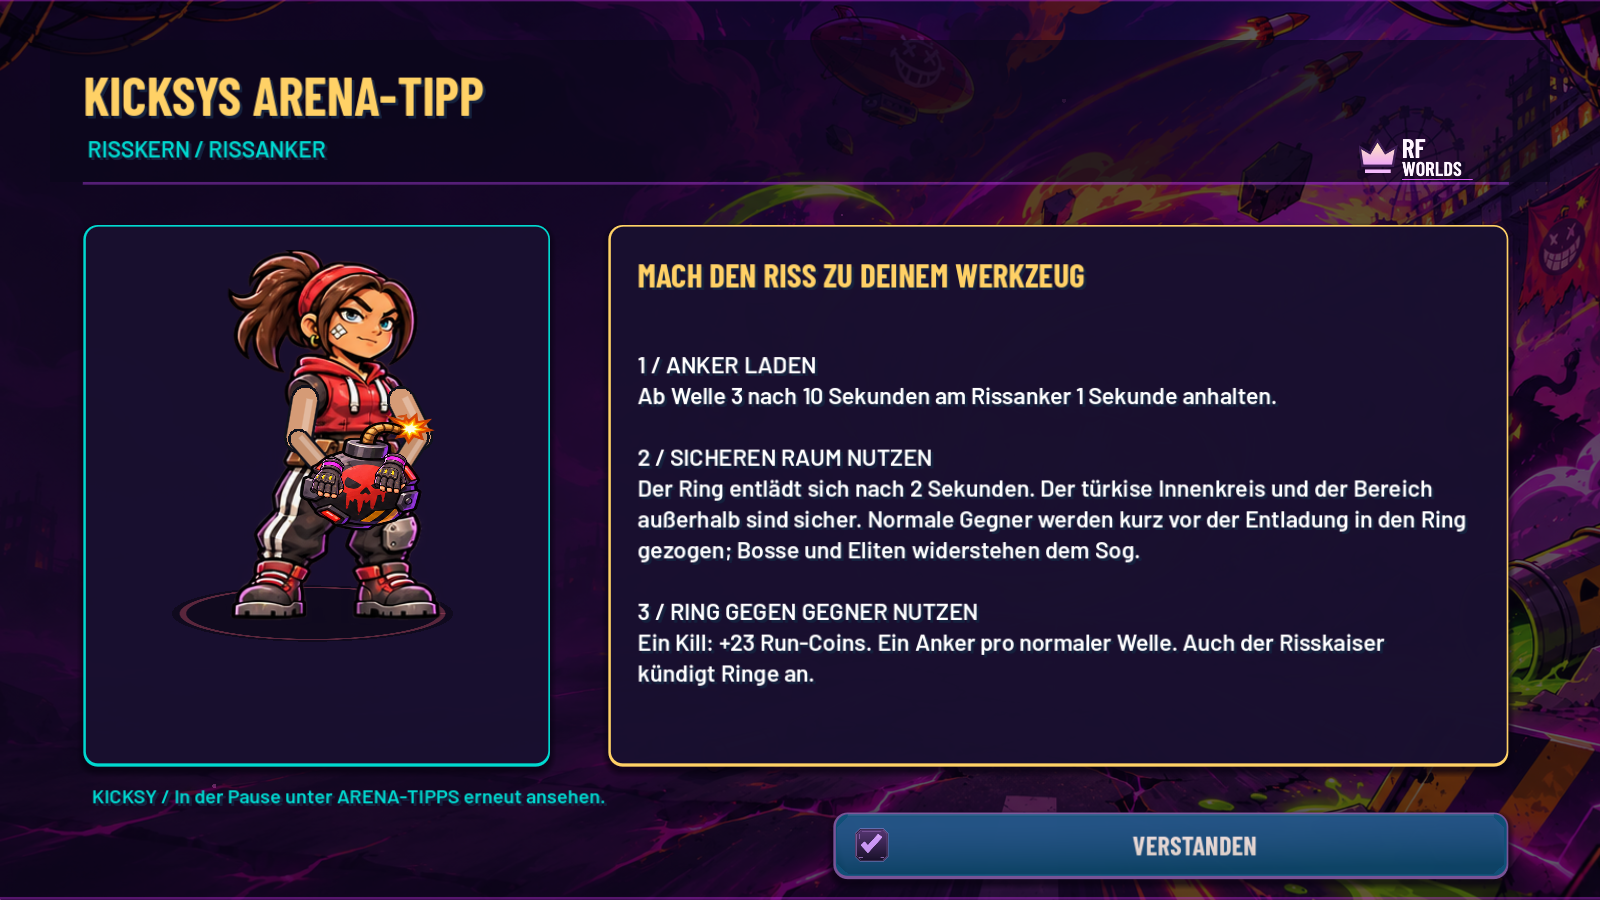 KICKSYS ARENA-TIPP
RISSKERN / RISSANKER
RF
WORLDS
MACH DEN RISS ZU DEINEM WERKZEUG
1 / ANKER LADEN
Ab Welle 3 nach 10 Sekunden am Rissanker 1 Sekunde anhalten.
2 / SICHEREN RAUM NUTZEN
Der Ring entlädt sich nach 2 Sekunden. Der türkise Innenkreis und der Bereich
außerhalb sind sicher. Normale Gegner werden kurz vor der Entladung in den Ring
gezogen; Bosse und Eliten widerstehen dem Sog.
3 / RING GEGEN GEGNER NUTZEN
Ein Kill: +23 Run-Coins. Ein Anker pro normaler Welle. Auch der Risskaiser
kündigt Ringe an.
KICKSY / In der Pause unter ARENA-TIPPS erneut ansehen.
VERSTANDEN